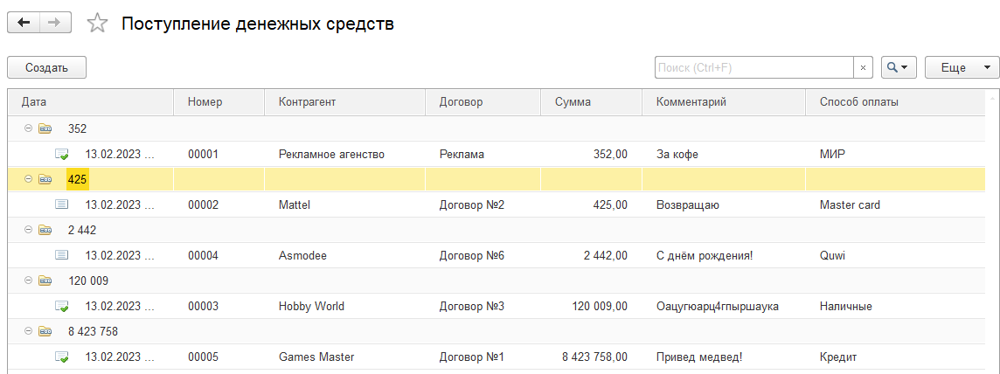 Поступление денежных средств
Создать Поиск (Ctrl+F) × Еще
Дата Номер Контрагент Договор Сумма Комментарий Способ оплаты
352
13.02.2023 ... 00001 Рекламное агенство Реклама 352,00 За кофе МИР
425
13.02.2023 ... 00002 Mattel Договор №2 425,00 Возвращаю Master card
2 442
13.02.2023 ... 00004 Asmodee Договор №6 2 442,00 С днём рождения! Quwi
120 009
13.02.2023 ... 00003 Hobby World Договор №3 120 009,00 Оацугюарц4гпыршаука Наличные
8 423 758
13.02.2023 ... 00005 Games Master Договор №1 8 423 758,00 Привед медвед! Кредит